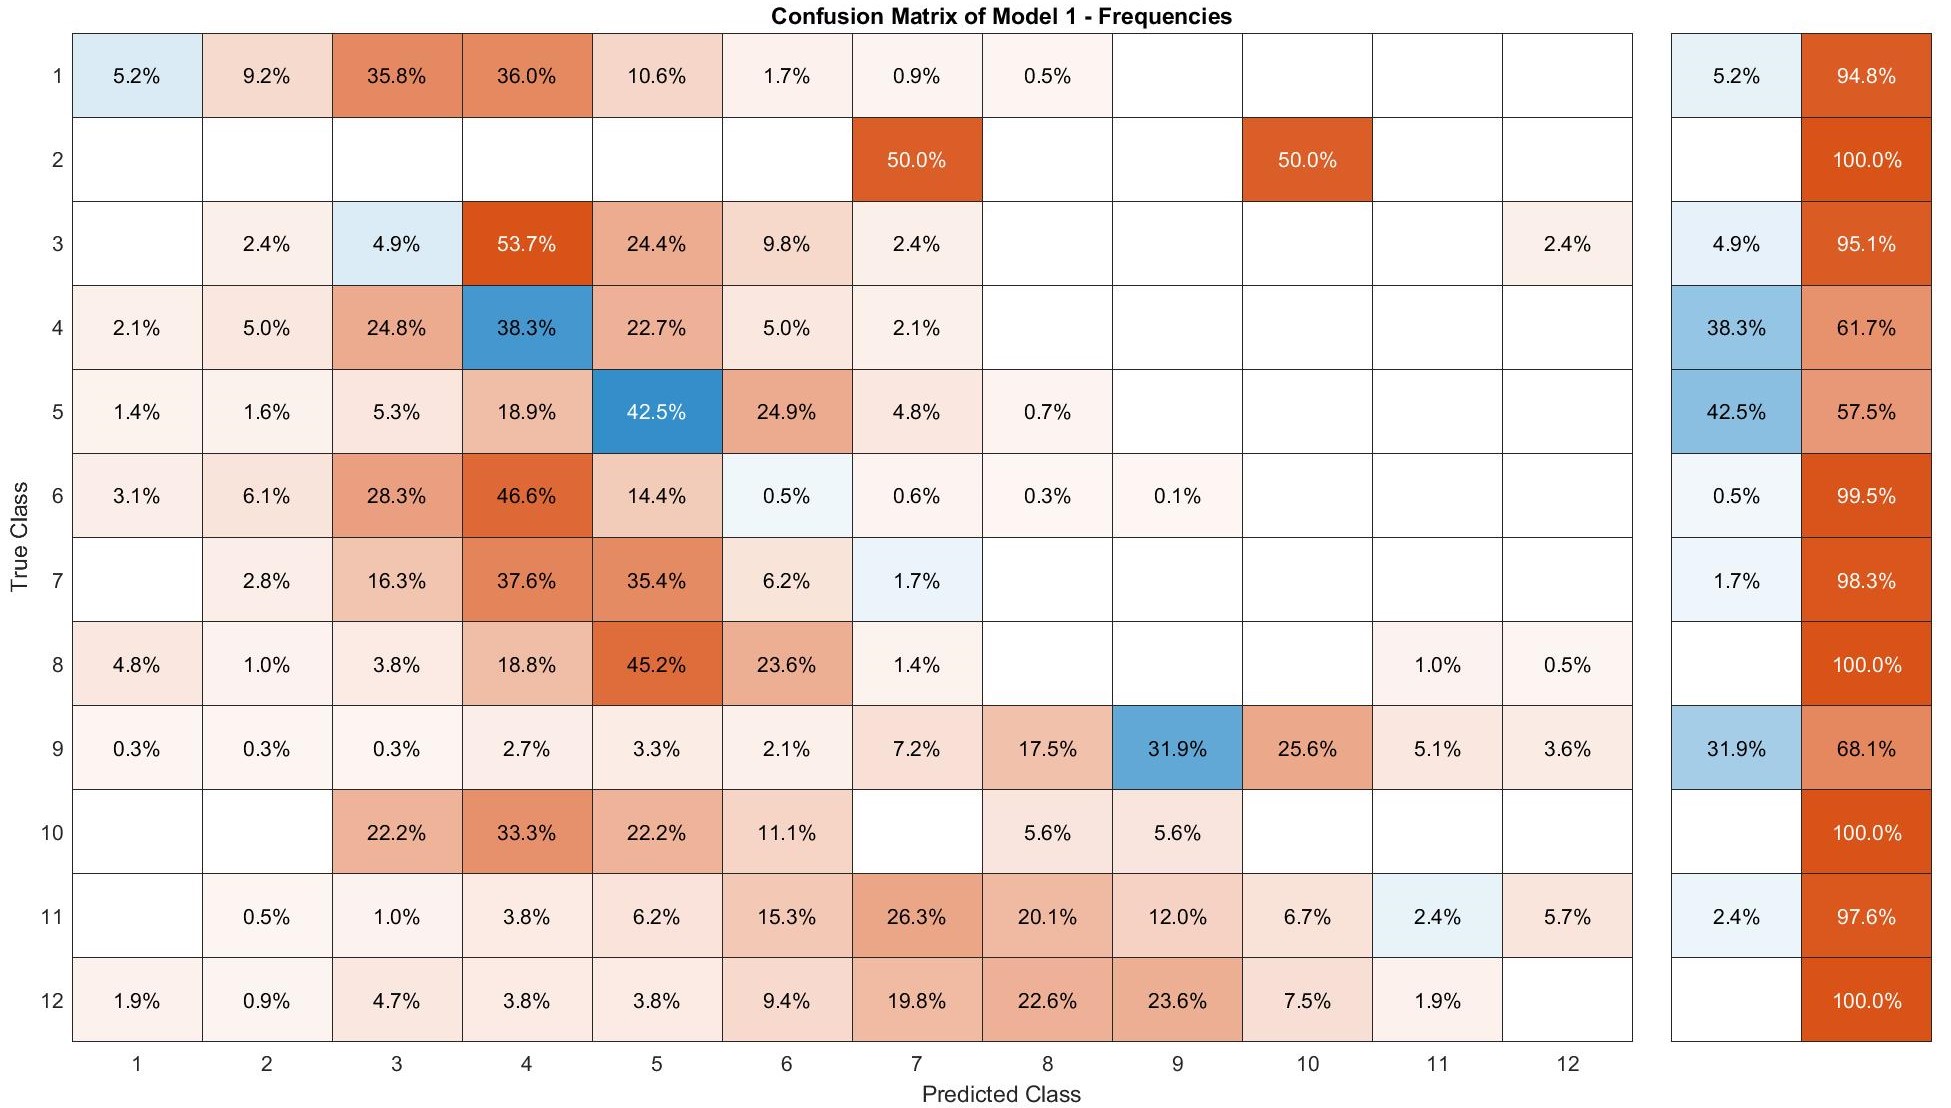 Confusion Matrix of Model 1 - Frequencies
1 5.2% 9.2% 35.8% 36.0% 10.6% 1.7% 0.9% 0.5% 5.2% 94.8%
2 50.0% 50.0% 100.0%
3 2.4% 4.9% 53.7% 24.4% 9.8% 2.4% 2.4% 4.9% 95.1%
4 2.1% 5.0% 24.8% 38.3% 22.7% 5.0% 2.1% 38.3% 61.7%
5 1.4% 1.6% 5.3% 18.9% 42.5% 24.9% 4.8% 0.7% 42.5% 57.5%
6 3.1% 6.1% 28.3% 46.6% 14.4% 0.5% 0.6% 0.3% 0.1% 0.5% 99.5%
True Class
7 2.8% 16.3% 37.6% 35.4% 6.2% 1.7% 1.7% 98.3%
8 4.8% 1.0% 3.8% 18.8% 45.2% 23.6% 1.4% 1.0% 0.5% 100.0%
9 0.3% 0.3% 0.3% 2.7% 3.3% 2.1% 7.2% 17.5% 31.9% 25.6% 5.1% 3.6% 31.9% 68.1%
10 22.2% 33.3% 22.2% 11.1% 5.6% 5.6% 100.0%
11 0.5% 1.0% 3.8% 6.2% 15.3% 26.3% 20.1% 12.0% 6.7% 2.4% 5.7% 2.4% 97.6%
12 1.9% 0.9% 4.7% 3.8% 3.8% 9.4% 19.8% 22.6% 23.6% 7.5% 1.9% 100.0%
1 2 3 4 5 6 7 8 9 10 11 12
Predicted Class